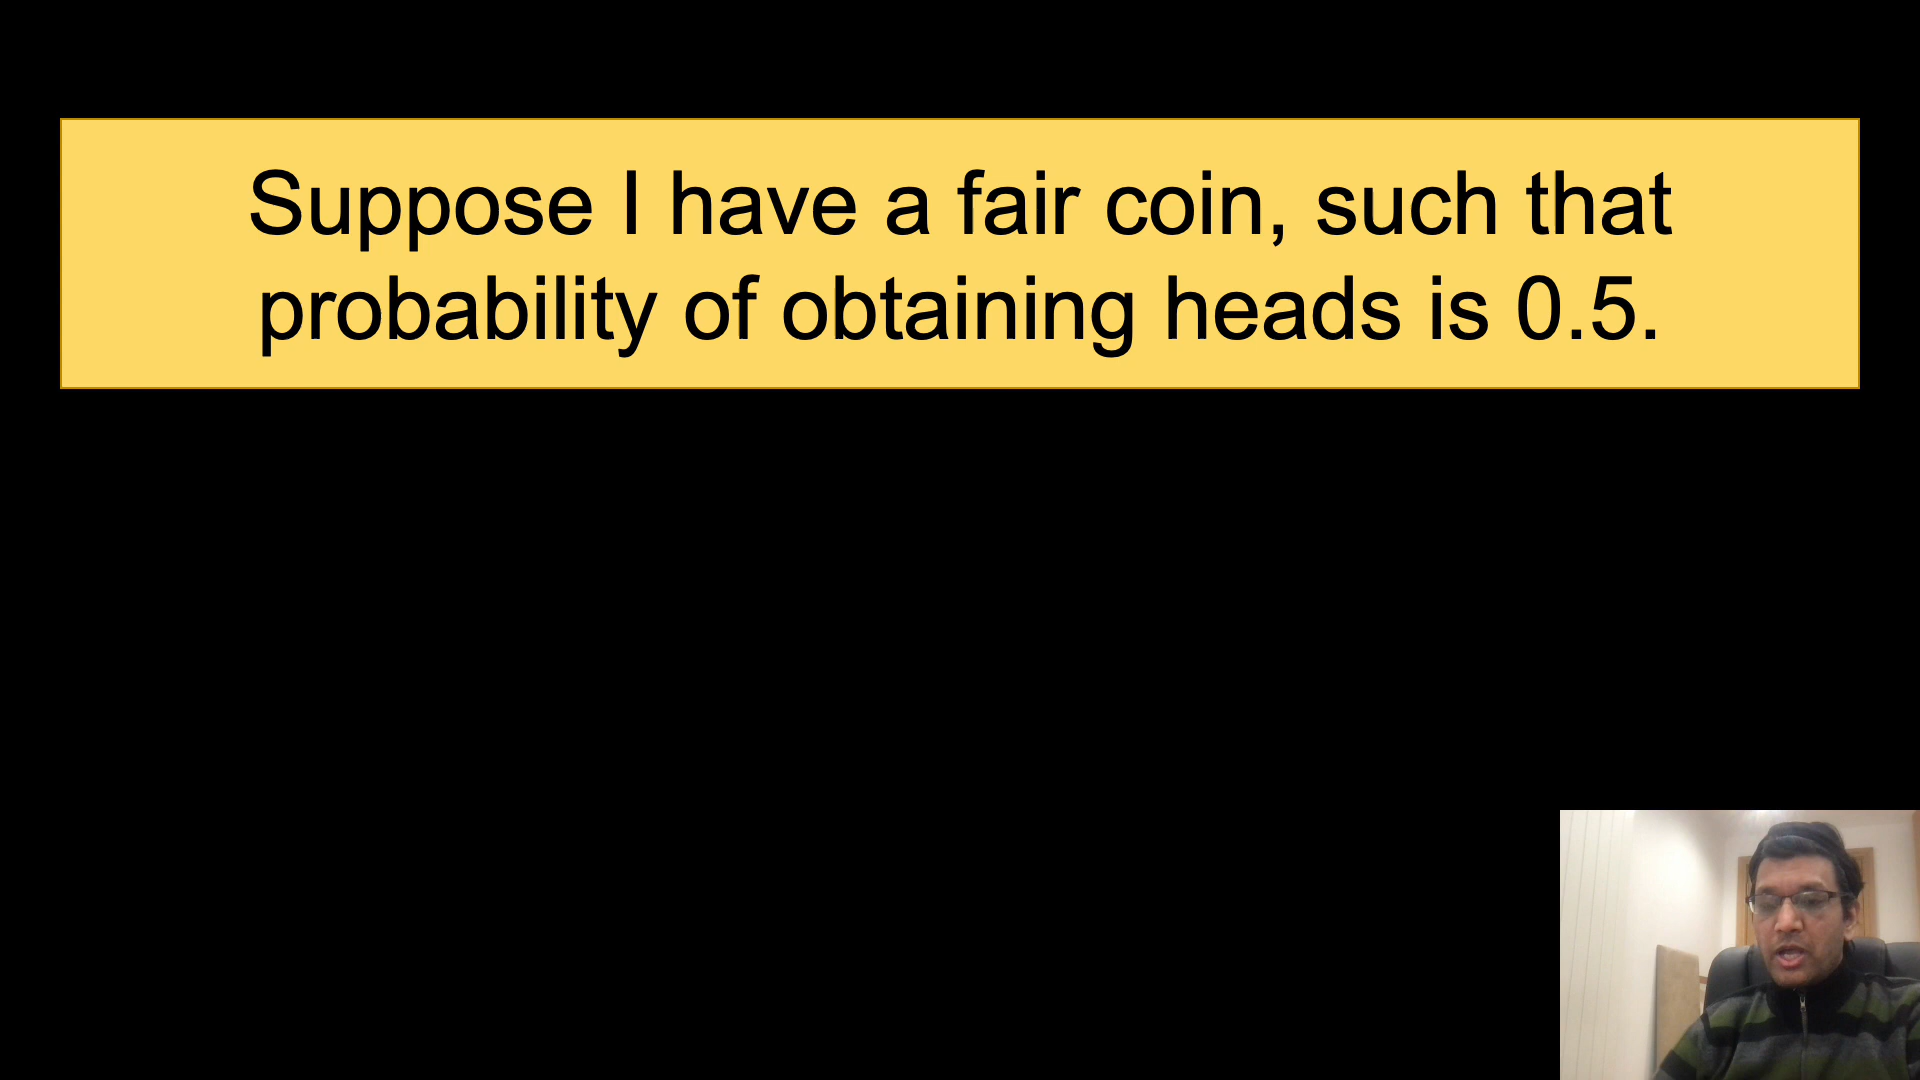 Suppose I have a fair coin, such that
probability of obtaining heads is 0.5.